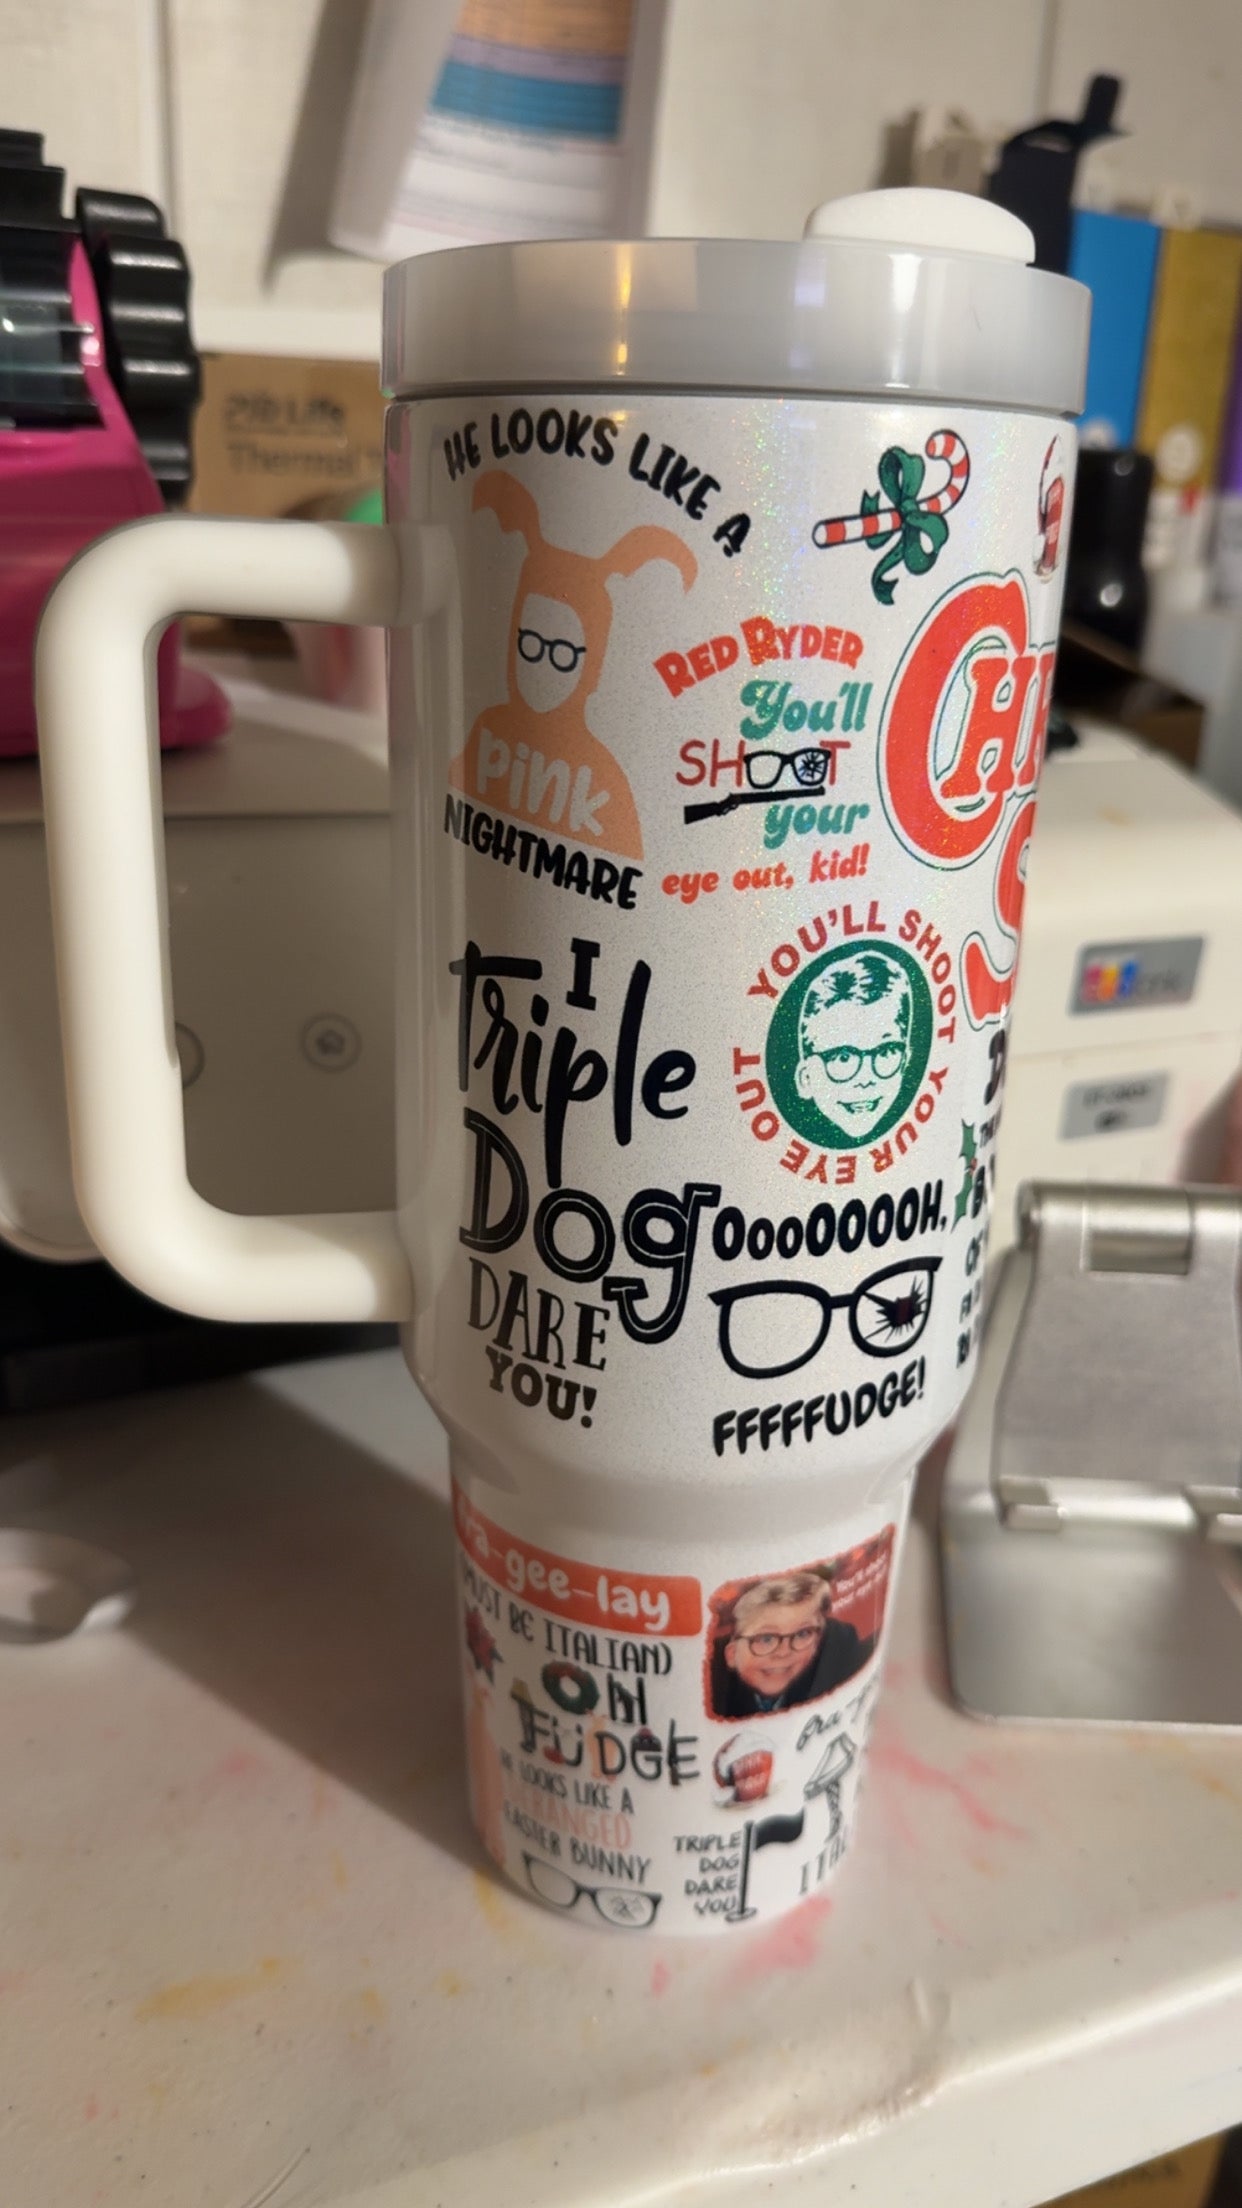 HE LOOKS LIKE A
pink
NIGHTMARE
RED RYDER
You'll
SHOOT
your
eye out, kid!
I
Triple
Dog
DARE
YOU!
YOU'LL SHOOT YOUR EYE OUT
OOOOOOOOH,
FFFFFUDGE!
-gee-lay
MUST BE ITALIAN)
OH
FUDGE
LOOKS LIKE A
EASTER BUNNY
TRIPLE
DOG
DARE
YOU
Thermal